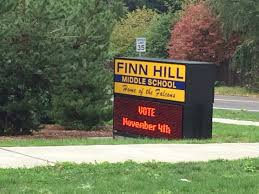 FINN HILL
MIDDLE SCHOOL
Home of the Falcons
VOTE
November 4th